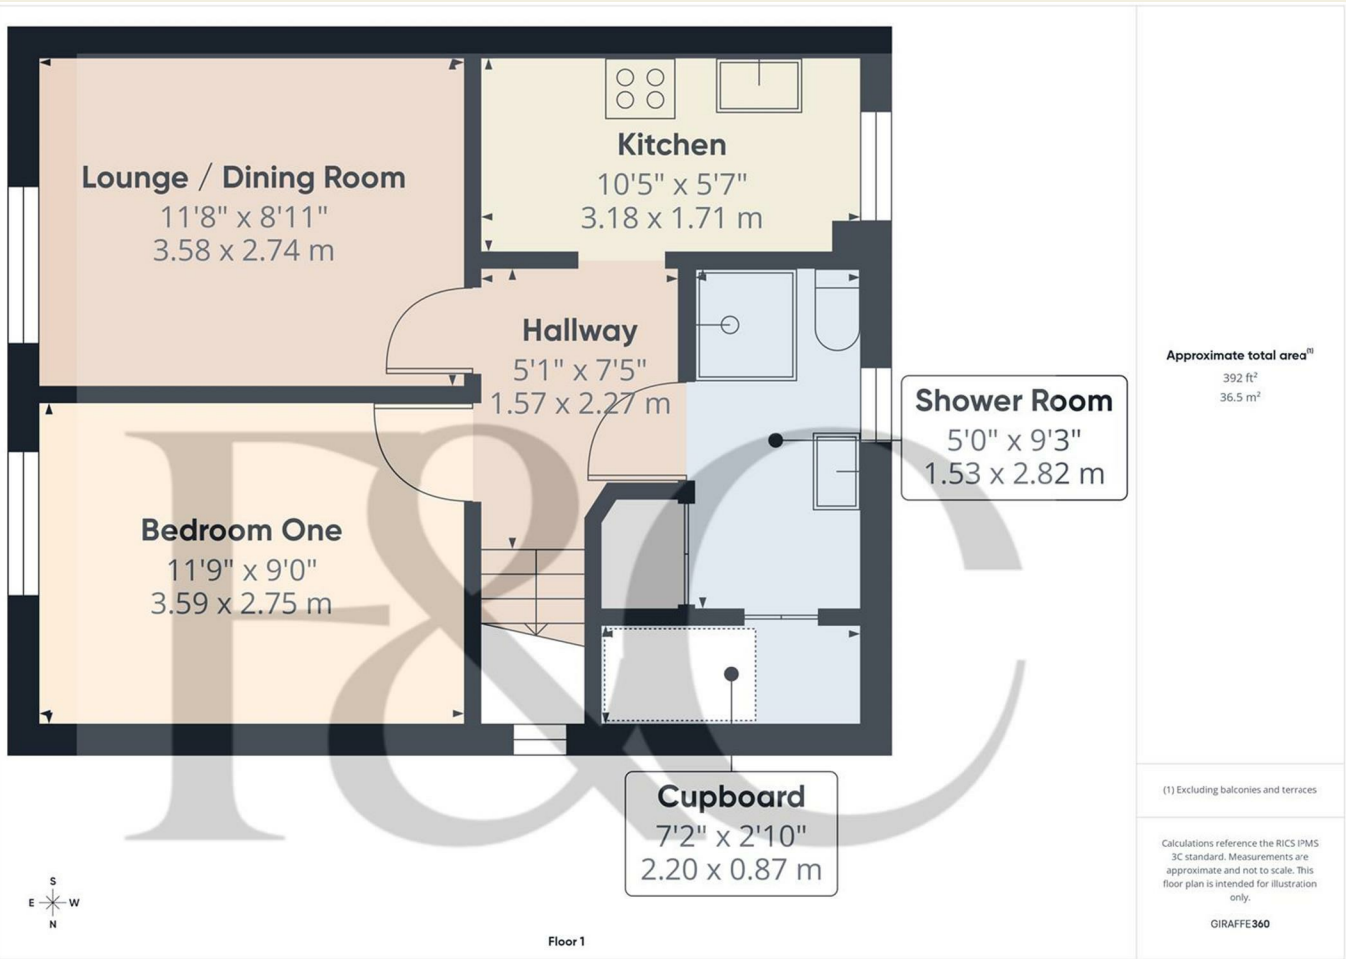 Lounge / Dining Room
11'8" x 8'11"
3.58 x 2.74 m
Kitchen
10'5" x 5'7"
3.18 x 1.71 m
Hallway
5'1" x 7'5"
1.57 x 2.27 m
Shower Room
5'0" x 9'3"
1.53 x 2.82 m
Bedroom One
11'9" x 9'0"
3.59 x 2.75 m
Cupboard
7'2" x 2'10"
2.20 x 0.87 m
F&C
S
E W
N
Floor 1
Approximate total area(1)
392 ft²
36.5 m²
(1) Excluding balconies and terraces
Calculations reference the RICS IPMS
3C standard. Measurements are
approximate and not to scale. This
floor plan is intended for illustration
only.
GIRAFFE360